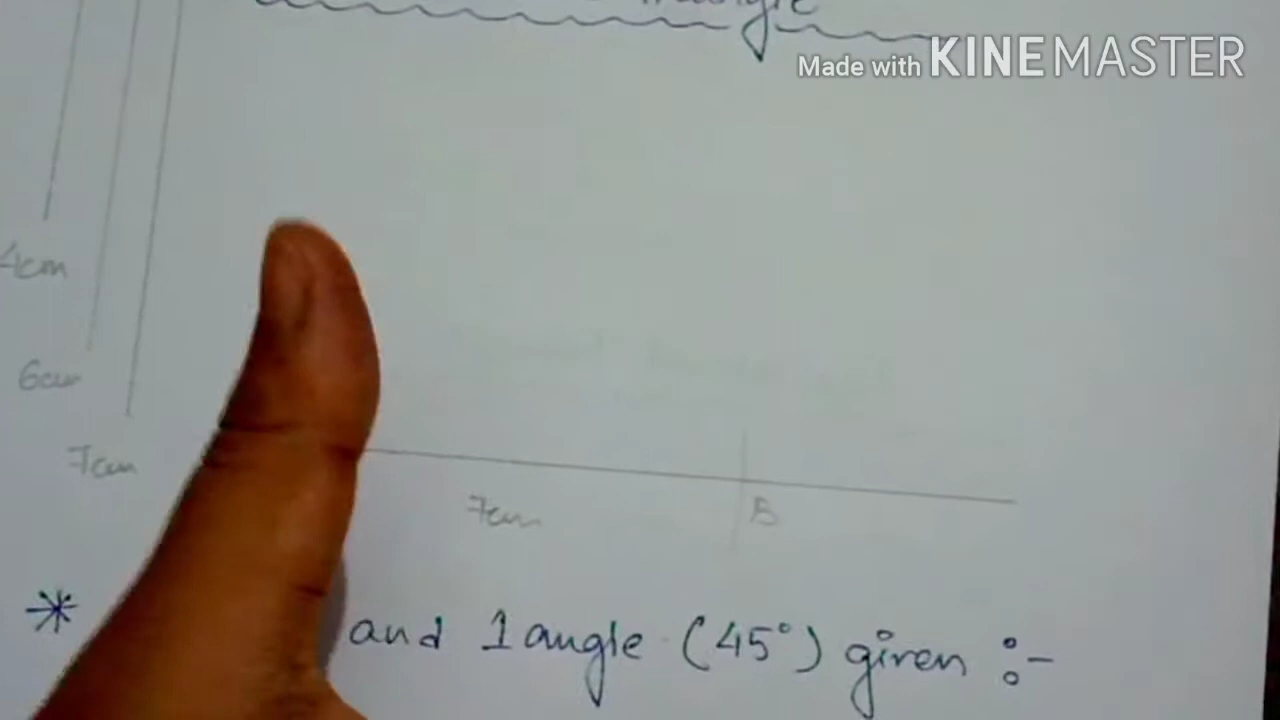 Made with KINEMASTER
4cm
6cm
7cm
7cm
B
* and 1 angle (45°) given :-